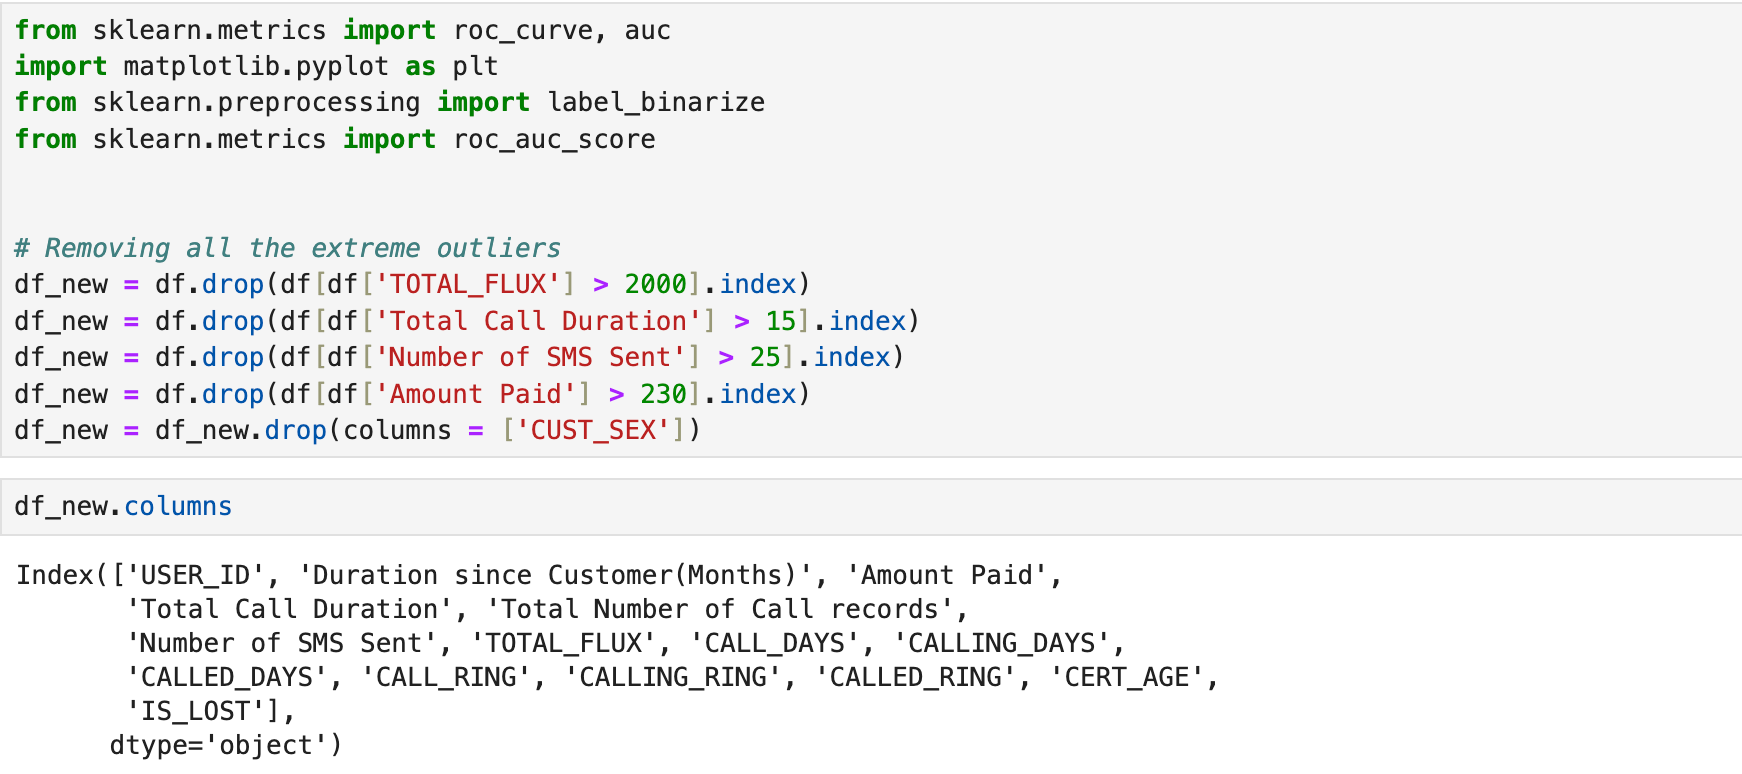 from sklearn.metrics import roc_curve, auc
import matplotlib.pyplot as plt
from sklearn.preprocessing import label_binarize
from sklearn.metrics import roc_auc_score
# Removing all the extreme outliers
df_new = df.drop(df[df['TOTAL_FLUX'] > 2000].index)
df_new = df.drop(df[df['Total Call Duration'] > 15].index)
df_new = df.drop(df[df['Number of SMS Sent'] > 25].index)
df_new = df.drop(df[df['Amount Paid'] > 230].index)
df_new = df_new.drop(columns = ['CUST_SEX'])
df_new.columns
Index(['USER_ID', 'Duration since Customer(Months)', 'Amount Paid',
'Total Call Duration', 'Total Number of Call records',
'Number of SMS Sent', 'TOTAL_FLUX', 'CALL_DAYS', 'CALLING_DAYS',
'CALLED_DAYS', 'CALL_RING', 'CALLING_RING', 'CALLED_RING', 'CERT_AGE',
'IS_LOST'],
dtype='object')